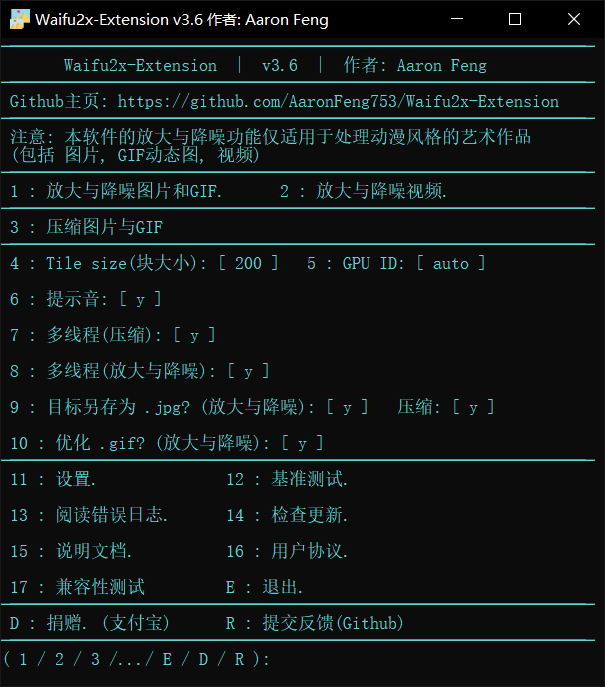 Waifu2x-Extension v3.6 作者: Aaron Feng
Waifu2x-Extension | v3.6 | 作者: Aaron Feng
Github主页: https://github.com/AaronFeng753/Waifu2x-Extension
注意: 本软件的放大与降噪功能仅适用于处理动漫风格的艺术作品
(包括 图片, GIF动态图, 视频)
1 : 放大与降噪图片和GIF. 2 : 放大与降噪视频.
3 : 压缩图片与GIF
4 : Tile size(块大小): [ 200 ] 5 : GPU ID: [ auto ]
6 : 提示音: [ y ]
7 : 多线程(压缩): [ y ]
8 : 多线程(放大与降噪): [ y ]
9 : 目标另存为 .jpg? (放大与降噪): [ y ] 压缩: [ y ]
10 : 优化 .gif? (放大与降噪): [ y ]
11 : 设置. 12 : 基准测试.
13 : 阅读错误日志. 14 : 检查更新.
15 : 说明文档. 16 : 用户协议.
17 : 兼容性测试 E : 退出.
D : 捐赠. (支付宝) R : 提交反馈(Github)
( 1 / 2 / 3 /.../ E / D / R ):